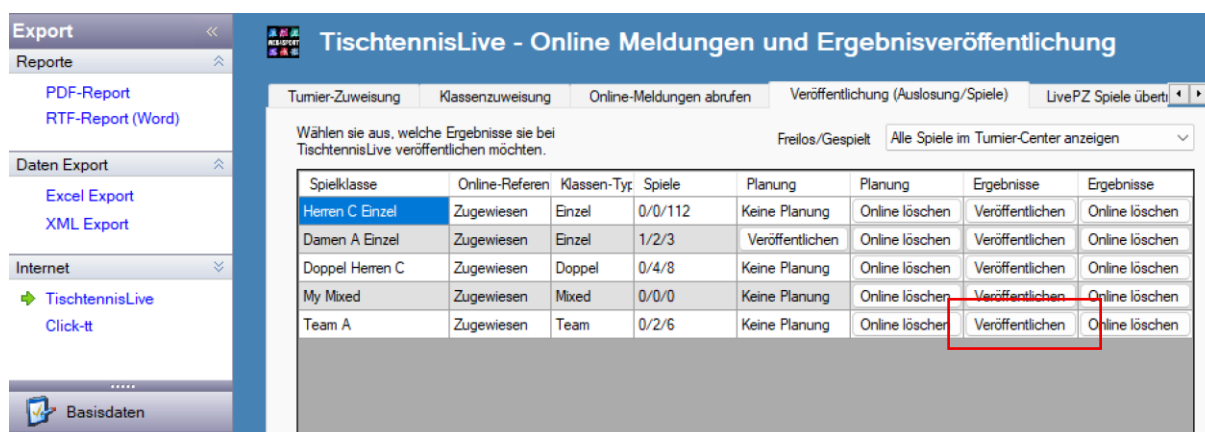 Export
Reporte
PDF-Report
RTF-Report (Word)
Daten Export
Excel Export
XML Export
Internet
TischtennisLive
Click-tt
Basisdaten
TischtennisLive - Online Meldungen und Ergebnisveröffentlichung
Turnier-Zuweisung Klassenzuweisung Online-Meldungen abrufen Veröffentlichung (Auslosung/Spiele) LivePZ Spiele übertr
Wählen sie aus, welche Ergebnisse sie bei
TischtennisLive veröffentlichen möchten.
Freilos/Gespielt Alle Spiele im Turnier-Center anzeigen
Spielklasse Online-Referen Klassen-Typ Spiele Planung Planung Ergebnisse Ergebnisse
Herren C Einzel Zugewiesen Einzel 0/0/112 Keine Planung Online löschen Veröffentlichen Online löschen
Damen A Einzel Zugewiesen Einzel 1/2/3 Veröffentlichen Online löschen Veröffentlichen Online löschen
Doppel Herren C Zugewiesen Doppel 0/4/8 Keine Planung Online löschen Veröffentlichen Online löschen
My Mixed Zugewiesen Mixed 0/0/0 Keine Planung Online löschen Veröffentlichen Online löschen
Team A Zugewiesen Team 0/2/6 Keine Planung Online löschen Veröffentlichen Online löschen